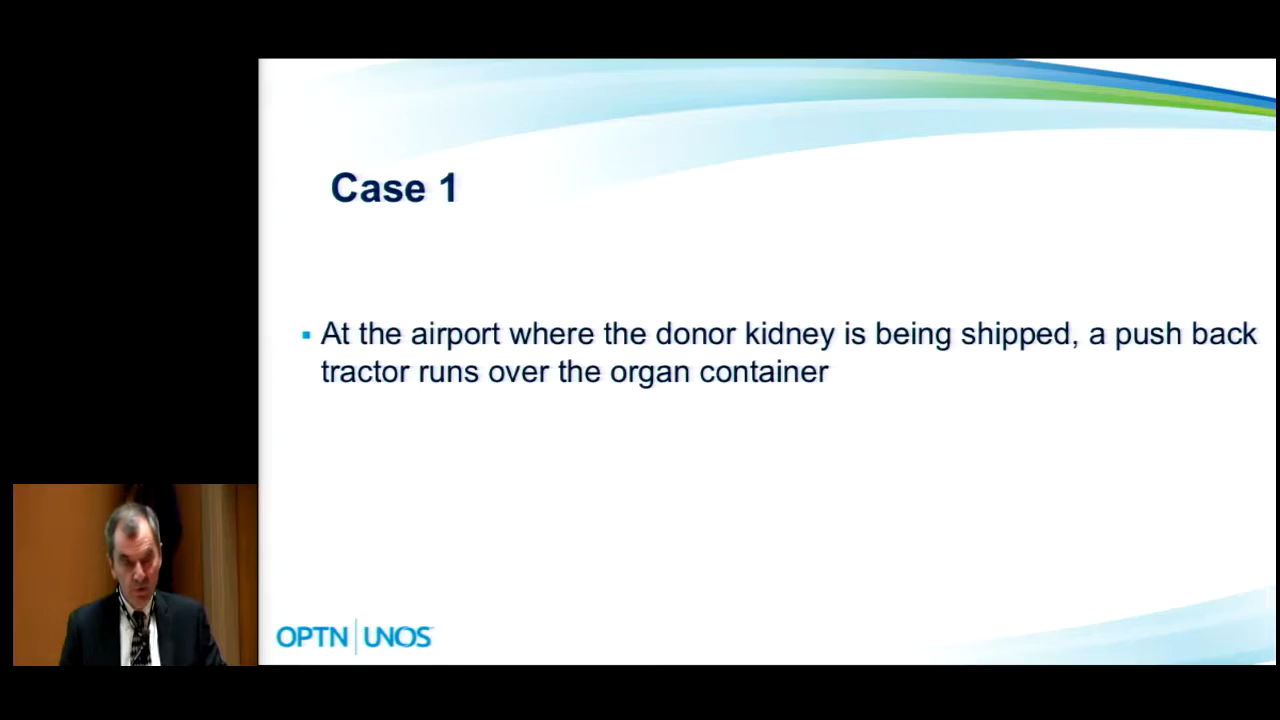 Case 1
▪ At the airport where the donor kidney is being shipped, a push back
tractor runs over the organ container
OPTN | UNOS